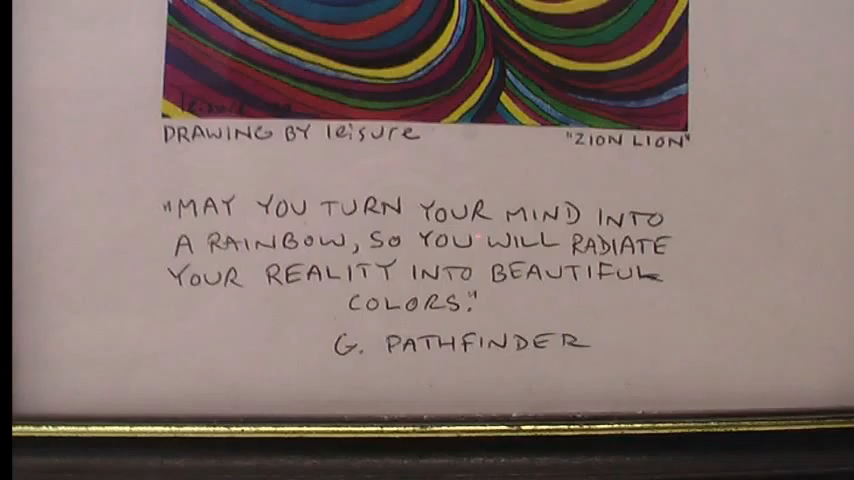 DRAWING BY leisure "ZION LION"
"MAY YOU TURN YOUR MIND INTO
A RAINBOW, SO YOU WILL RADIATE
YOUR REALITY INTO BEAUTIFUL
COLORS."
G. PATHFINDER